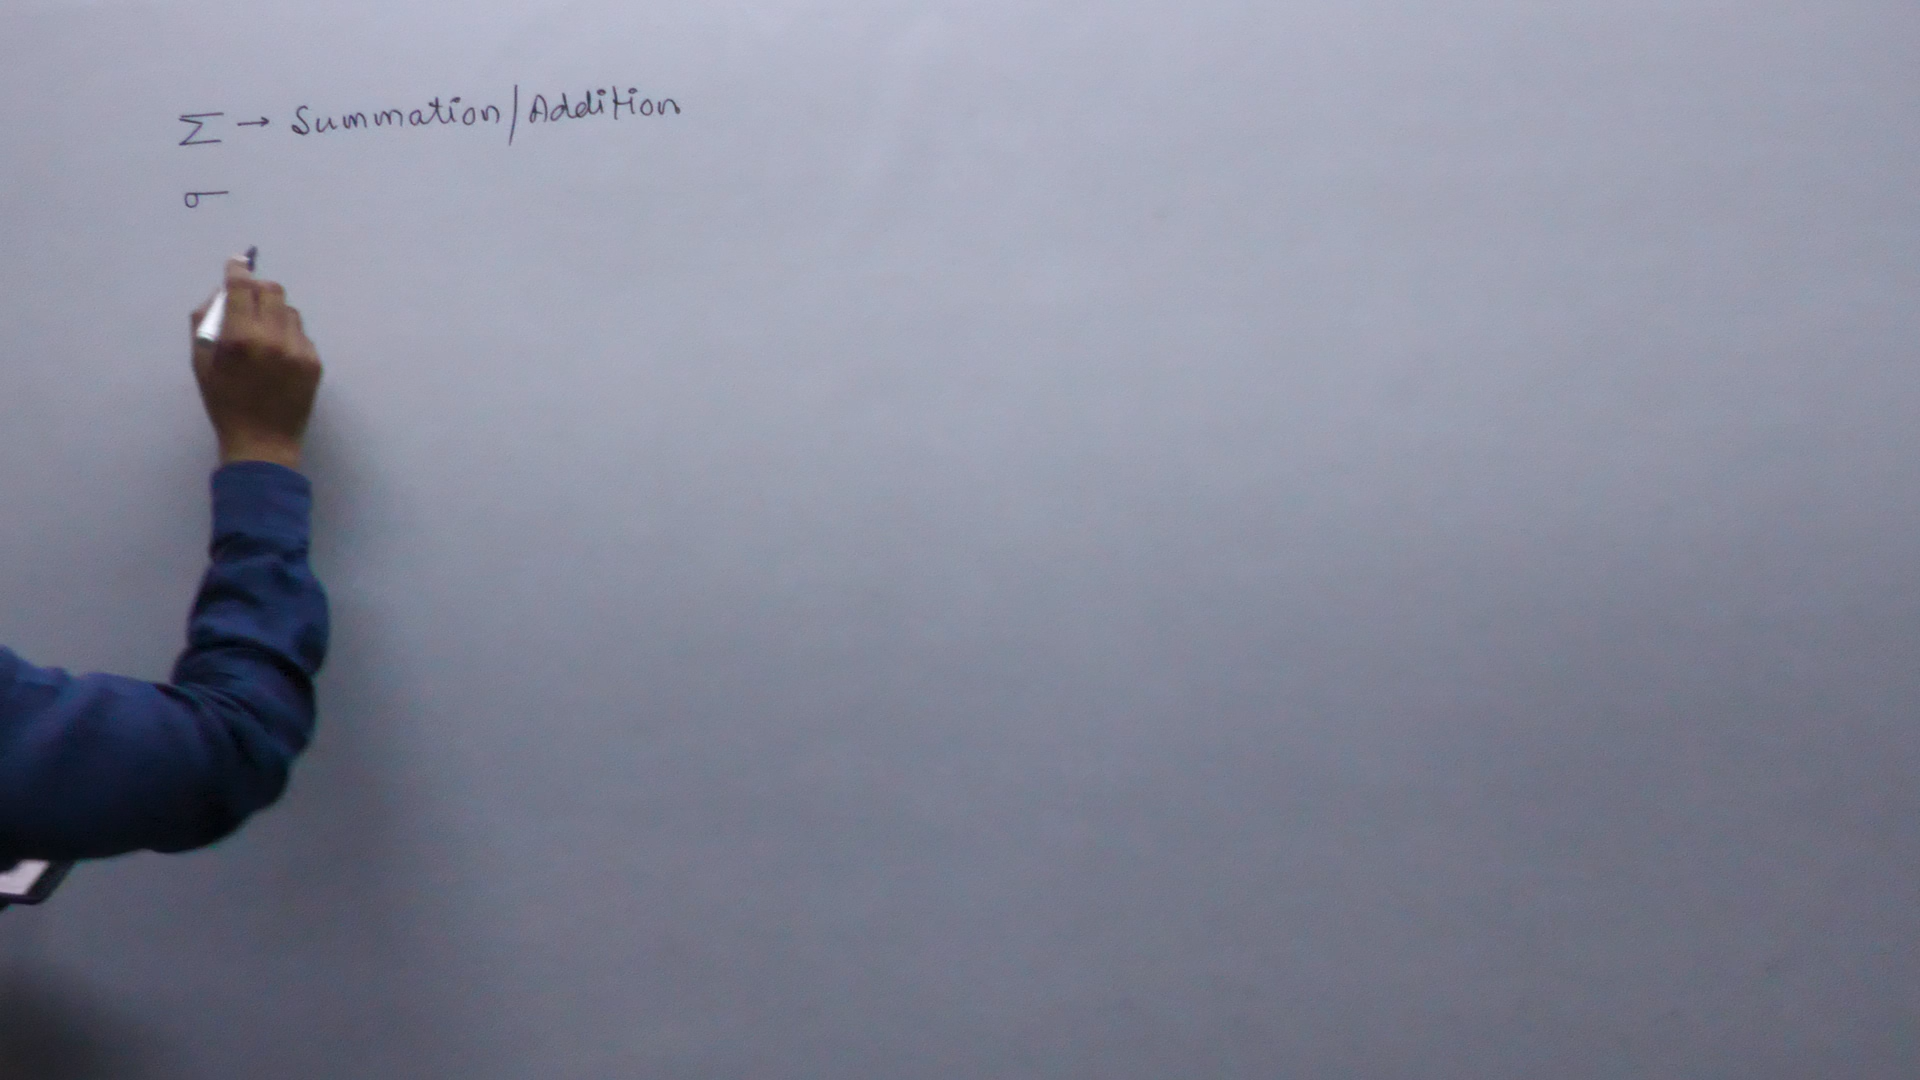 Σ → Summation/Addition
σ